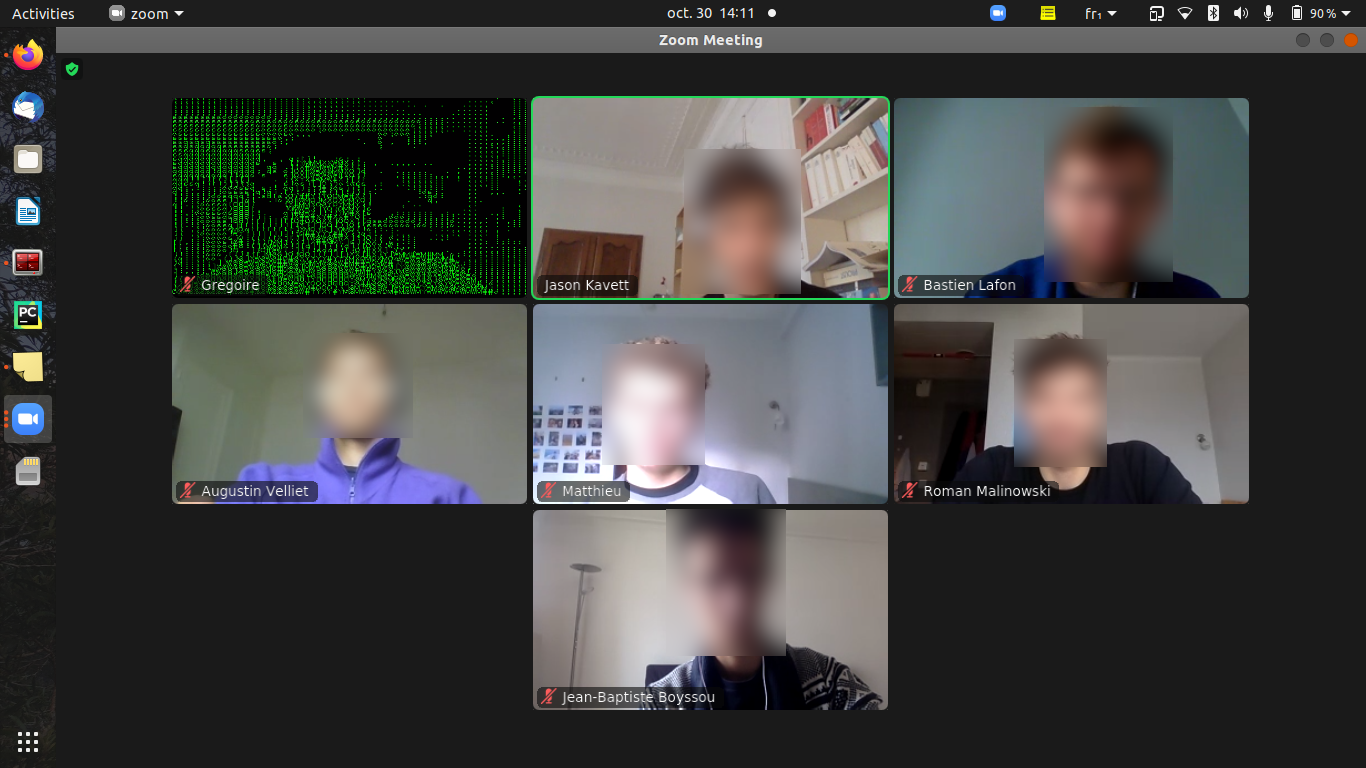 Activities zoom oct. 30 14:11 fr₁ 90 %
Zoom Meeting
Gregoire
Jason Kavett
Bastien Lafon
PC
Augustin Velliet
Matthieu
Roman Malinowski
Jean-Baptiste Boyssou